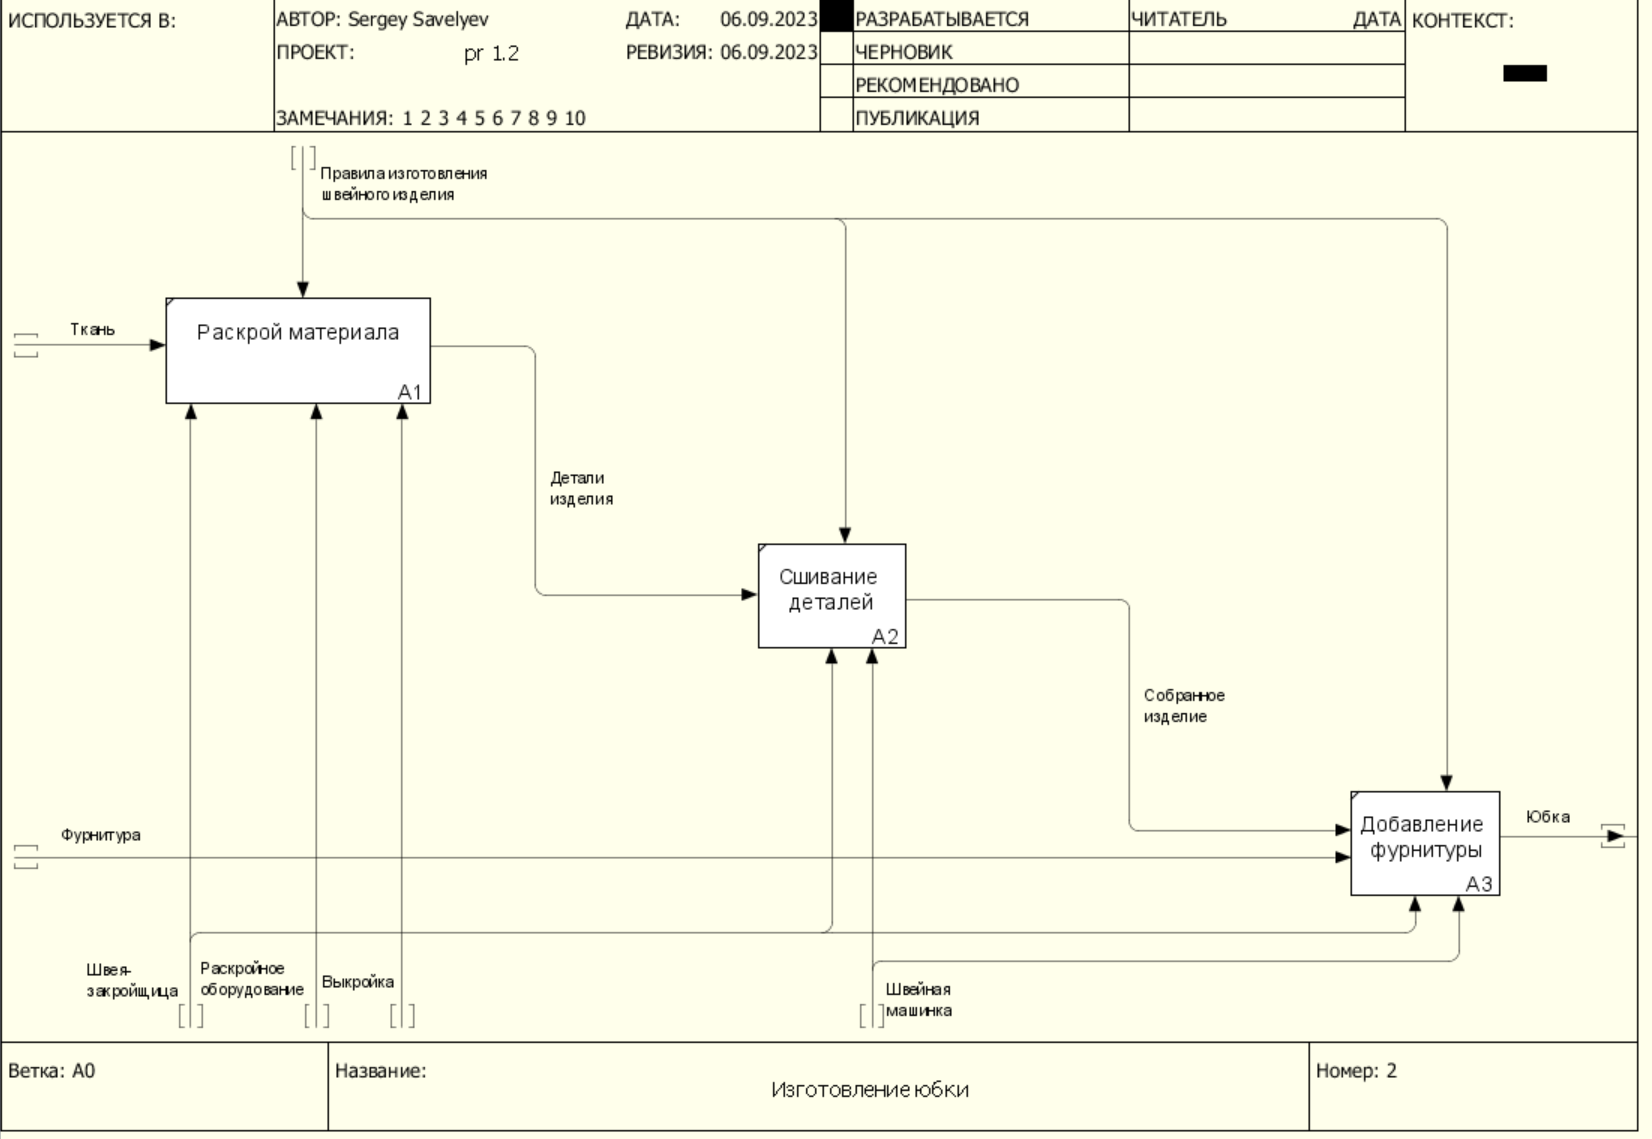 ИСПОЛЬЗУЕТСЯ В:
АВТОР: Sergey Savelyev
ДАТА: 06.09.2023
РАЗРАБАТЫВАЕТСЯ
ЧИТАТЕЛЬ
ДАТА
КОНТЕКСТ:
ПРОЕКТ: pr 1.2
РЕВИЗИЯ: 06.09.2023
ЧЕРНОВИК
РЕКОМЕНДОВАНО
ЗАМЕЧАНИЯ: 1 2 3 4 5 6 7 8 9 10
ПУБЛИКАЦИЯ
Правила изготовления
швейного изделия
Ткань
Раскрой материала
A1
Детали
изделия
Сшивание
деталей
A2
Собранное
изделие
Фурнитура
Добавление
фурнитуры
A3
Юбка
Швея-
закройщица
Раскройное
оборудование
Выкройка
Швейная
машинка
Ветка: A0
Название:
Изготовление юбки
Номер: 2